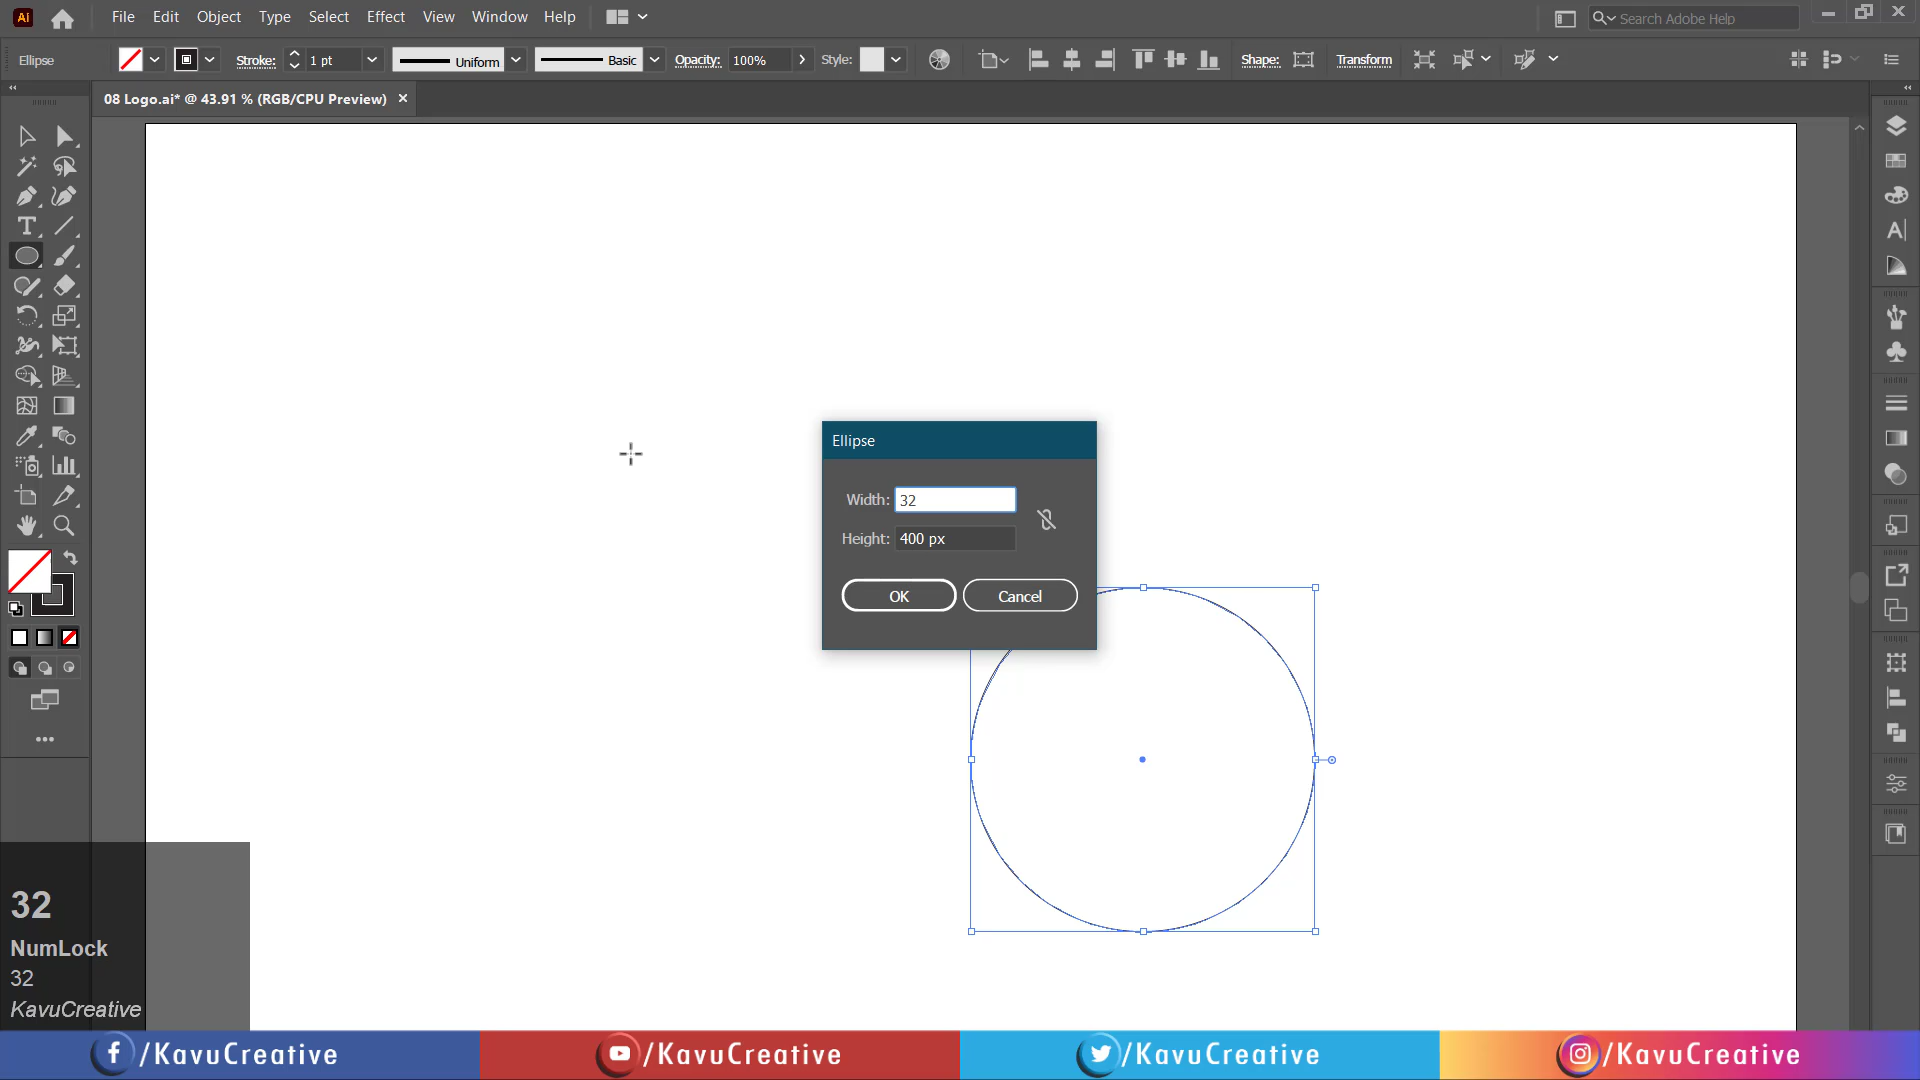 Ai File Edit Object Type Select Effect View Window Help Search Adobe Help
Ellipse Stroke: 1 pt Uniform Basic Opacity: 100% Style: Shape: Transform
08 Logo.ai* @ 43.91 % (RGB/CPU Preview)
Ellipse
Width: 32
Height: 400 px
OK Cancel
32
NumLock
32
KavuCreative
/KavuCreative /KavuCreative /KavuCreative /KavuCreative